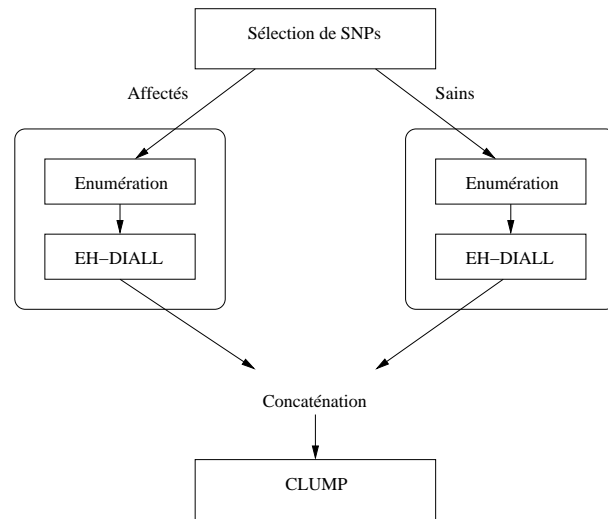 Sélection de SNPs
Affectés
Sains
Enumération
Enumération
EH−DIALL
EH−DIALL
Concaténation
CLUMP